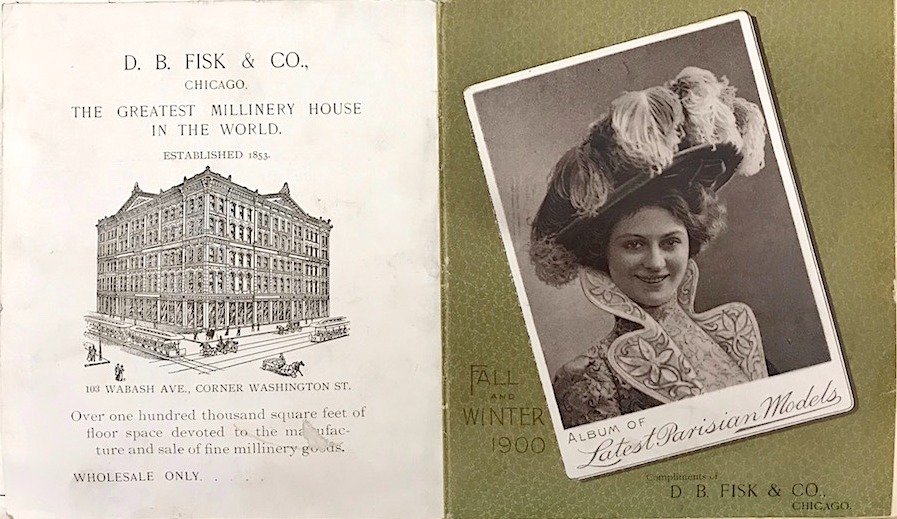 D. B. FISK & CO.,
CHICAGO.
THE GREATEST MILLINERY HOUSE
IN THE WORLD.
ESTABLISHED 1853.
103 WABASH AVE., CORNER WASHINGTON ST.
Over one hundred thousand square feet of
floor space devoted to the manufac-
ture and sale of fine millinery goods.
WHOLESALE ONLY. . . . .
FALL
AND
WINTER
1900
ALBUM OF
Latest Parisian Models
Compliments of
D. B. FISK & CO.,
CHICAGO.